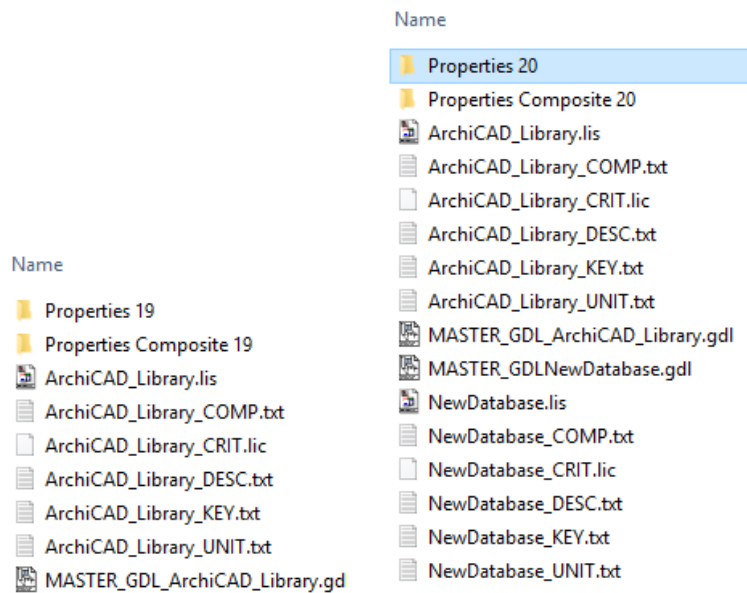 Name
Properties 19
Properties Composite 19
ArchiCAD_Library.lis
ArchiCAD_Library_COMP.txt
ArchiCAD_Library_CRIT.lic
ArchiCAD_Library_DESC.txt
ArchiCAD_Library_KEY.txt
ArchiCAD_Library_UNIT.txt
MASTER_GDL_ArchiCAD_Library.gd
Name
Properties 20
Properties Composite 20
ArchiCAD_Library.lis
ArchiCAD_Library_COMP.txt
ArchiCAD_Library_CRIT.lic
ArchiCAD_Library_DESC.txt
ArchiCAD_Library_KEY.txt
ArchiCAD_Library_UNIT.txt
MASTER_GDL_ArchiCAD_Library.gdl
MASTER_GDLNewDatabase.gdl
NewDatabase.lis
NewDatabase_COMP.txt
NewDatabase_CRIT.lic
NewDatabase_DESC.txt
NewDatabase_KEY.txt
NewDatabase_UNIT.txt